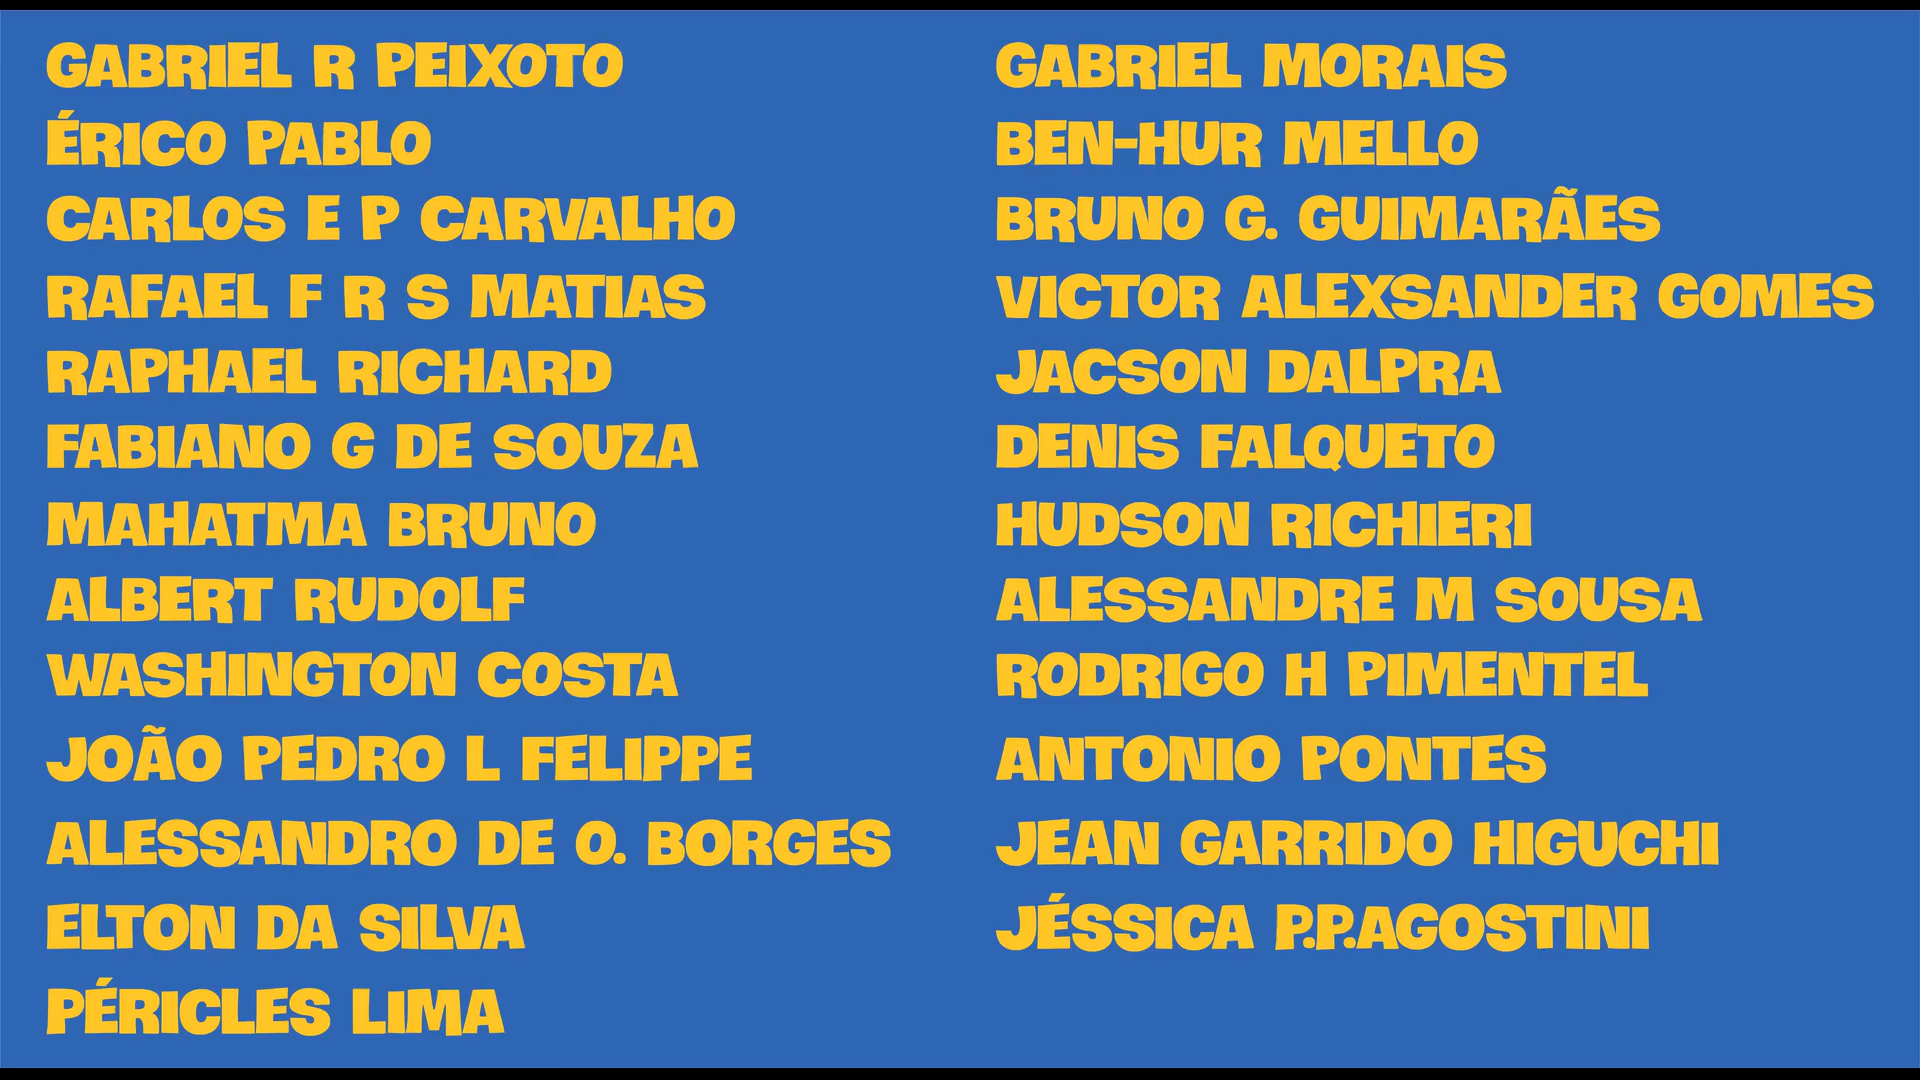 GABRIEL R PEIXOTO
ÉRICO PABLO
CARLOS E P CARVALHO
RAFAEL F R S MATIAS
RAPHAEL RICHARD
FABIANO G DE SOUZA
MAHATMA BRUNO
ALBERT RUDOLF
WASHINGTON COSTA
JOÃO PEDRO L FELIPPE
ALESSANDRO DE O. BORGES
ELTON DA SILVA
PÉRICLES LIMA
GABRIEL MORAIS
BEN-HUR MELLO
BRUNO G. GUIMARÃES
VICTOR ALEXSANDER GOMES
JACSON DALPRA
DENIS FALQUETO
HUDSON RICHIERI
ALESSANDRE M SOUSA
RODRIGO H PIMENTEL
ANTONIO PONTES
JEAN GARRIDO HIGUCHI
JÉSSICA P.P.AGOSTINI